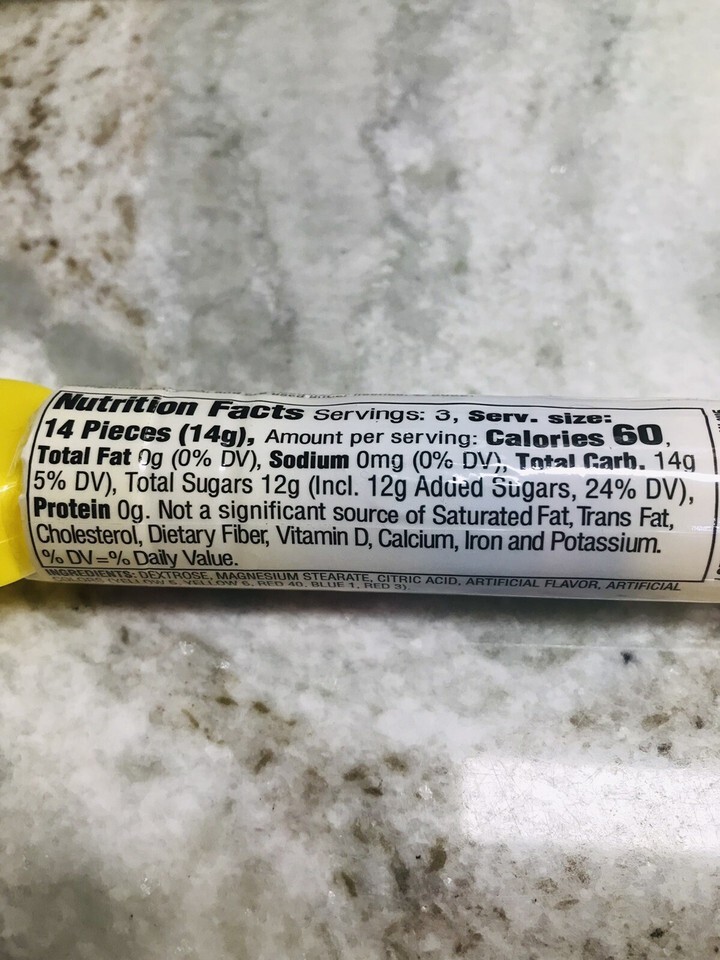 Nutrition Facts Servings: 3, Serv. size:
14 Pieces (14g), Amount per serving: Calories 60,
Total Fat 0g (0% DV), Sodium 0mg (0% DV), Total Carb. 14g
5% DV), Total Sugars 12g (Incl. 12g Added Sugars, 24% DV),
Protein 0g. Not a significant source of Saturated Fat, Trans Fat,
Cholesterol, Dietary Fiber, Vitamin D, Calcium, Iron and Potassium.
% DV=% Daily Value.
INGREDIENTS: DEXTROSE, MAGNESIUM STEARATE, CITRIC ACID, ARTIFICIAL FLAVOR, ARTIFICIAL
COLORS (YELLOW 5, YELLOW 6, RED 40, BLUE 1, RED 3).